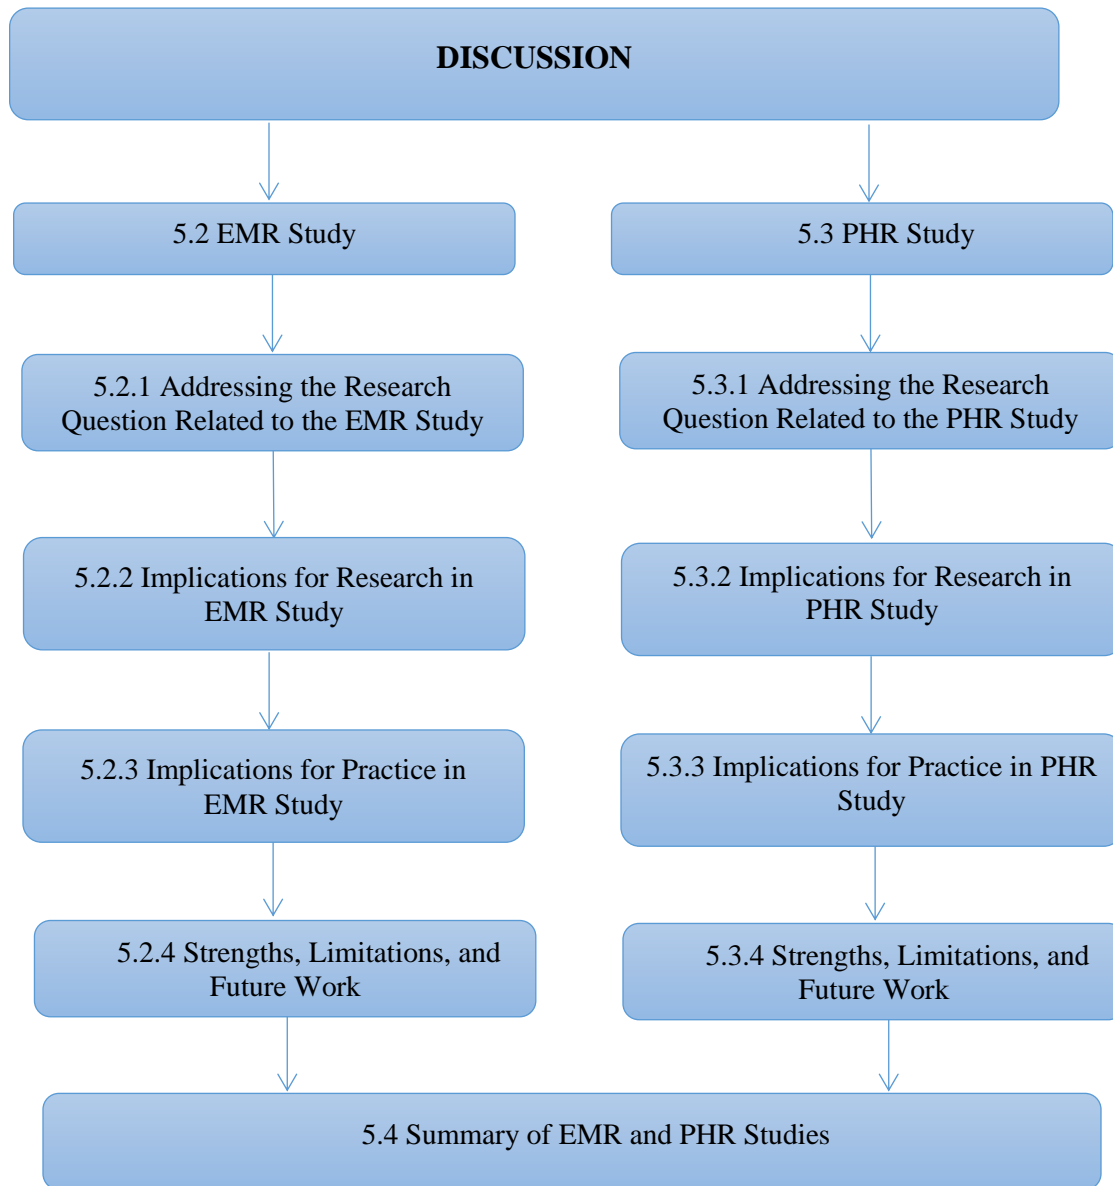 DISCUSSION
5.2 EMR Study
5.3 PHR Study
5.2.1 Addressing the Research
Question Related to the EMR Study
5.3.1 Addressing the Research
Question Related to the PHR Study
5.2.2 Implications for Research in
EMR Study
5.3.2 Implications for Research in
PHR Study
5.2.3 Implications for Practice in
EMR Study
5.3.3 Implications for Practice in PHR
Study
5.2.4 Strengths, Limitations, and
Future Work
5.3.4 Strengths, Limitations, and
Future Work
5.4 Summary of EMR and PHR Studies